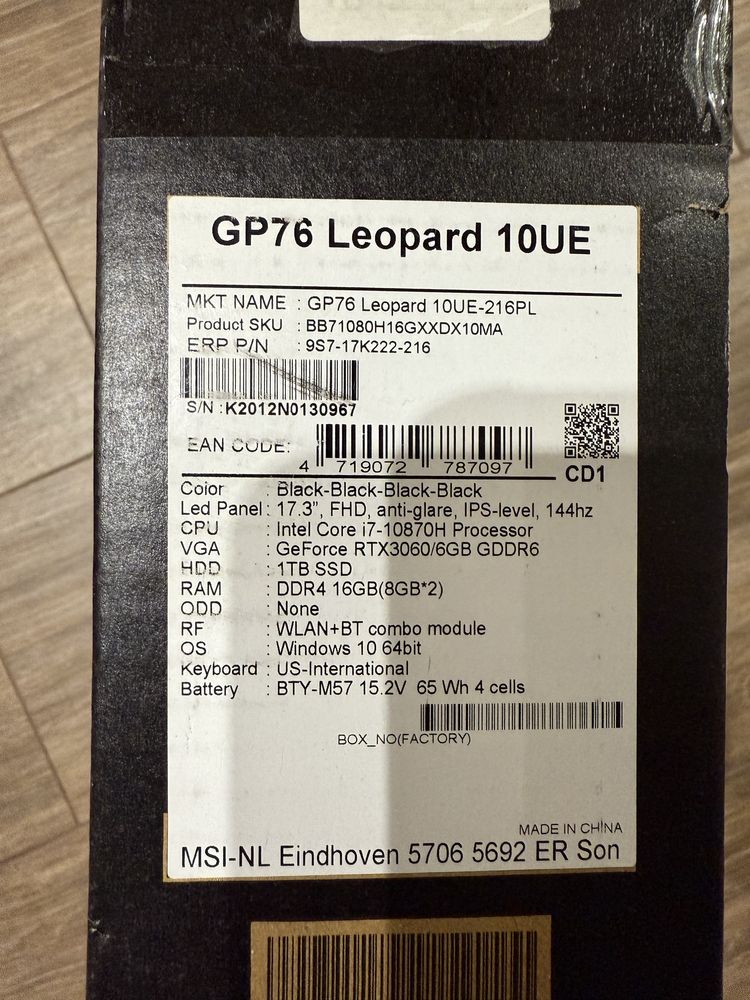 GP76 Leopard 10UE
MKT NAME : GP76 Leopard 10UE-216PL
Product SKU : BB71080H16GXXDX10MA
ERP P/N : 9S7-17K222-216
S/N : K2012N0130967
EAN CODE:
4 719072 787097
CD1
Color : Black-Black-Black-Black
Led Panel : 17.3", FHD, anti-glare, IPS-level, 144hz
CPU : Intel Core i7-10870H Processor
VGA : GeForce RTX3060/6GB GDDR6
HDD : 1TB SSD
RAM : DDR4 16GB(8GB*2)
ODD : None
RF : WLAN+BT combo module
OS : Windows 10 64bit
Keyboard : US-International
Battery : BTY-M57 15.2V 65 Wh 4 cells
BOX_NO(FACTORY)
MADE IN CHINA
MSI-NL Eindhoven 5706 5692 ER Son